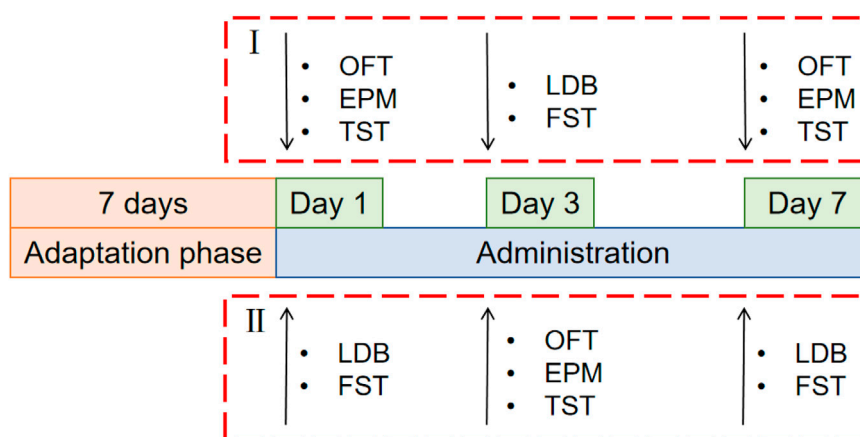 I
• OFT
• EPM
• TST
• LDB
• FST
• OFT
• EPM
• TST
7 days
Day 1
Day 3
Day 7
Adaptation phase
Administration
II
• LDB
• FST
• OFT
• EPM
• TST
• LDB
• FST